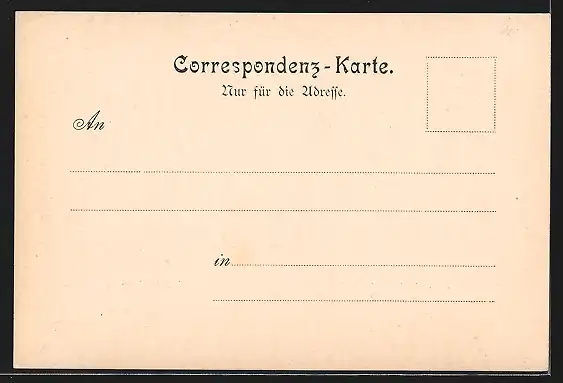 Correspondenz-Karte.
Nur für die Adresse.
An
in